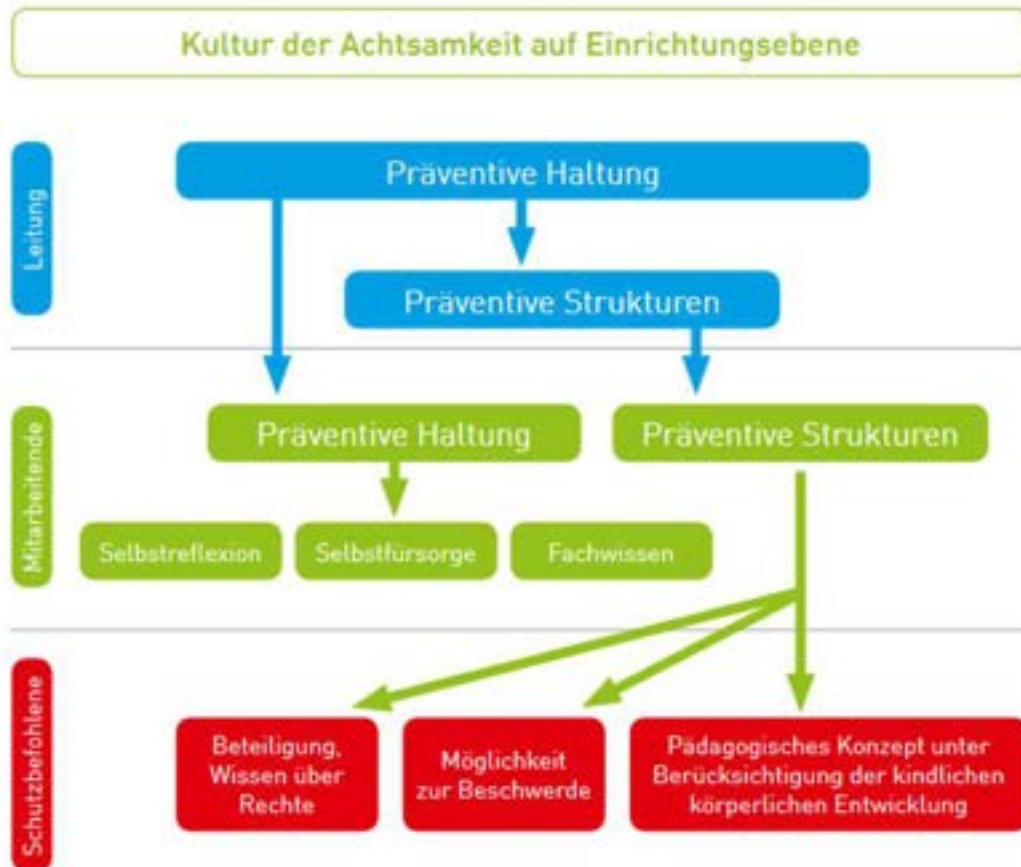 Kultur der Achtsamkeit auf Einrichtungsebene
Leitung
Präventive Haltung
Präventive Strukturen
Mitarbeitende
Präventive Haltung
Präventive Strukturen
Selbstreflexion
Selbstfürsorge
Fachwissen
Schutzbefohlene
Beteiligung,
Wissen über
Rechte
Möglichkeit
zur Beschwerde
Pädagogisches Konzept unter
Berücksichtigung der kindlichen
körperlichen Entwicklung